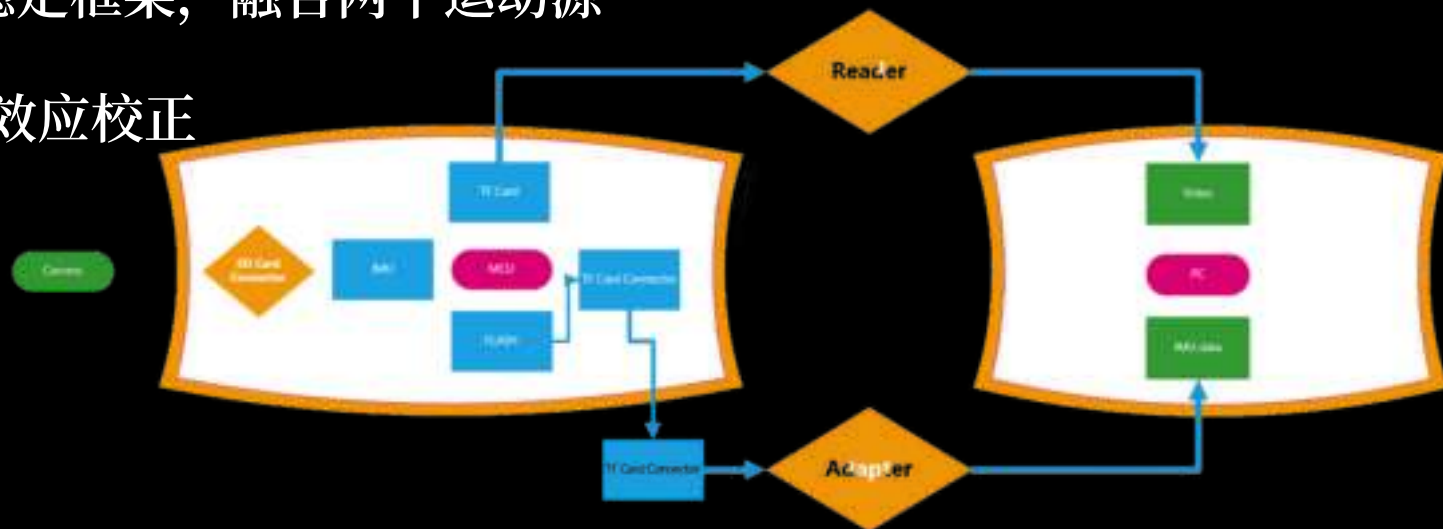 稳定框架，融合两个运动源
效应校正
Reader
TF Card
Video
Camera
SD Card
Connector
IMU
MCU
TF Card Connector
PC
FLASH
IMU data
TF Card Connector
Adapter